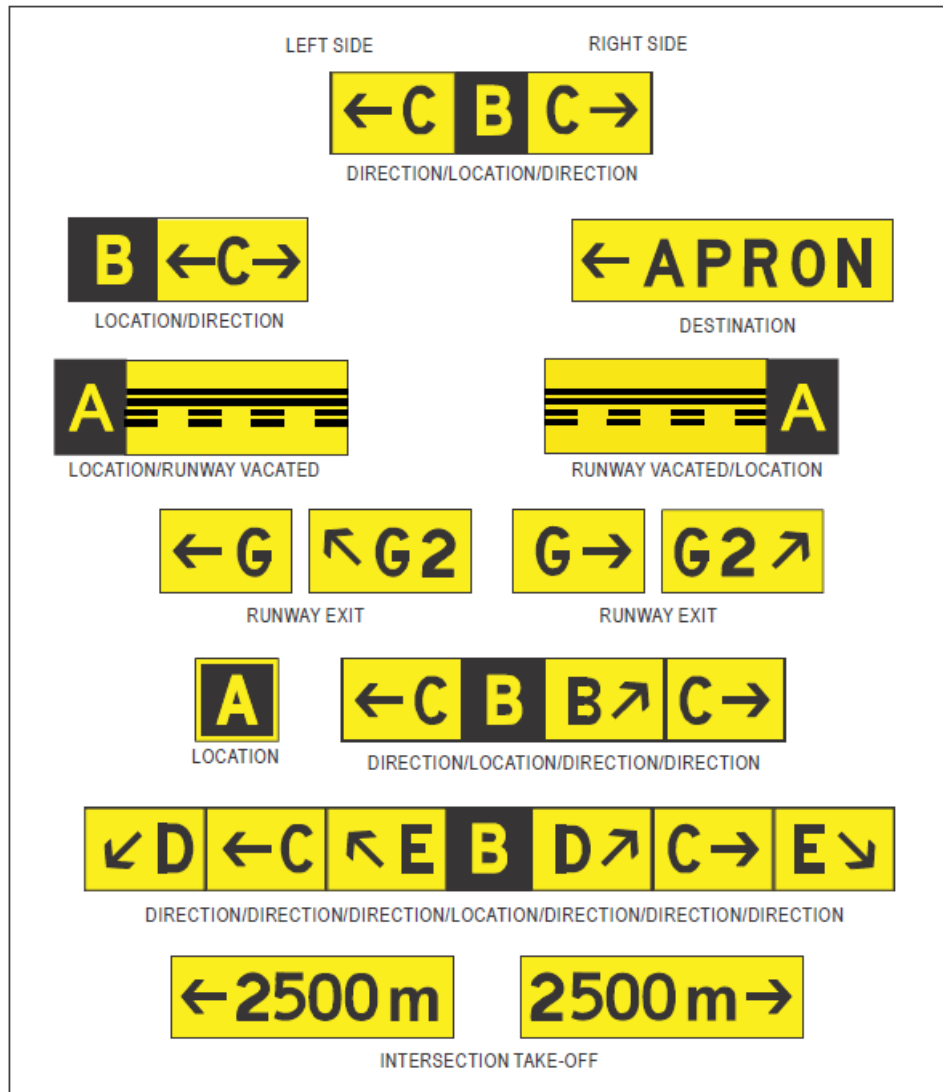 LEFT SIDE RIGHT SIDE
←C B C→
DIRECTION/LOCATION/DIRECTION
B ←C→ ←APRON
LOCATION/DIRECTION DESTINATION
A A
LOCATION/RUNWAY VACATED RUNWAY VACATED/LOCATION
←G ↖G2 G→ G2↗
RUNWAY EXIT RUNWAY EXIT
A ←C B B↗ C→
LOCATION DIRECTION/LOCATION/DIRECTION/DIRECTION
↙D ←C ↖E B D↗ C→ E↘
DIRECTION/DIRECTION/DIRECTION/LOCATION/DIRECTION/DIRECTION/DIRECTION
←2500m 2500m→
INTERSECTION TAKE-OFF